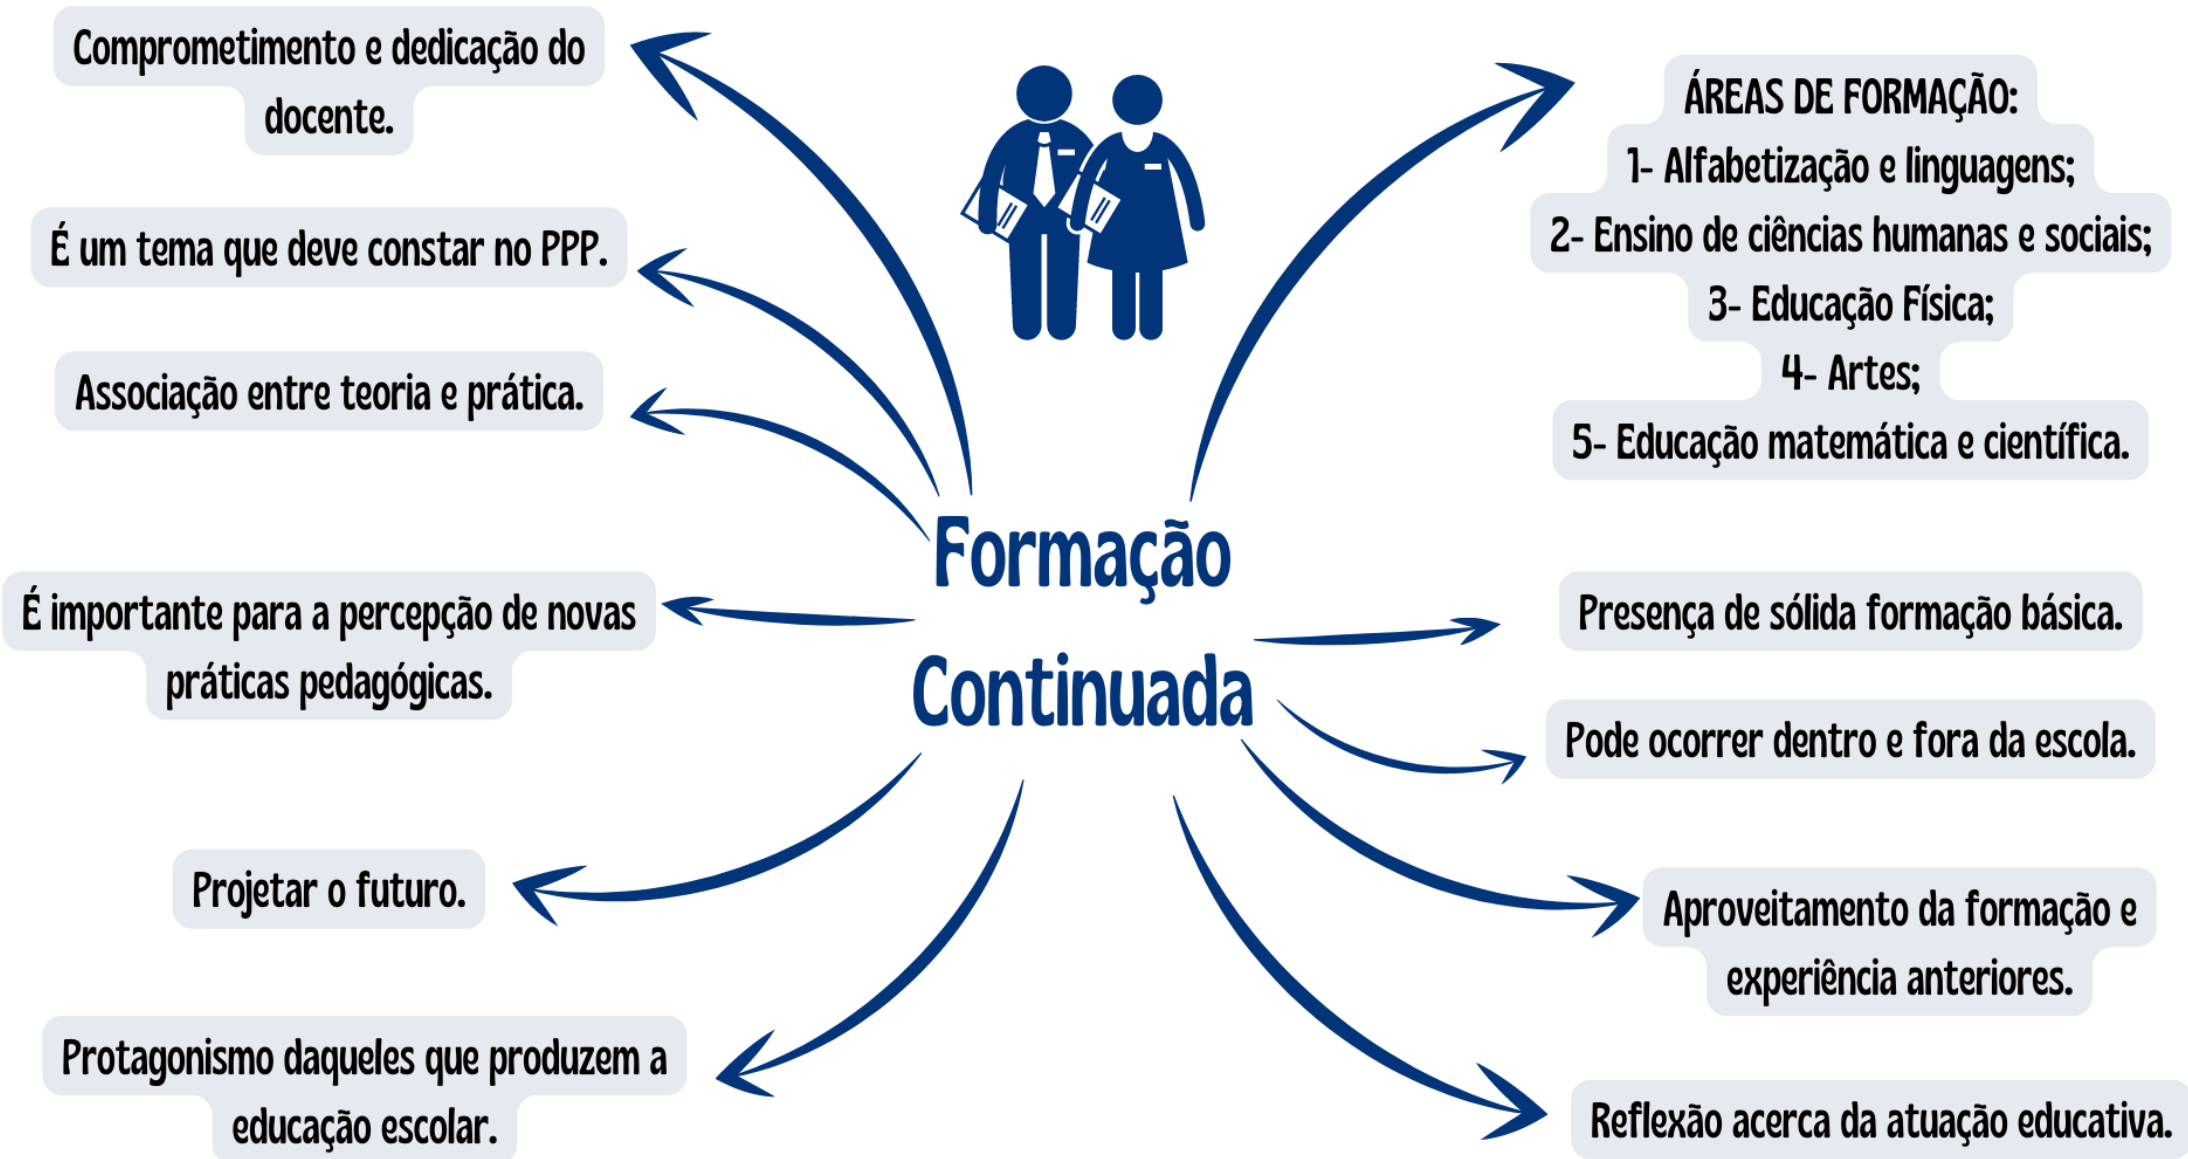 Comprometimento e dedicação do
docente.
É um tema que deve constar no PPP.
Associação entre teoria e prática.
É importante para a percepção de novas
práticas pedagógicas.
Projetar o futuro.
Protagonismo daqueles que produzem a
educação escolar.
Formação
Continuada
ÁREAS DE FORMAÇÃO:
1- Alfabetização e linguagens;
2- Ensino de ciências humanas e sociais;
3- Educação Física;
4- Artes;
5- Educação matemática e científica.
Presença de sólida formação básica.
Pode ocorrer dentro e fora da escola.
Aproveitamento da formação e
experiência anteriores.
Reflexão acerca da atuação educativa.